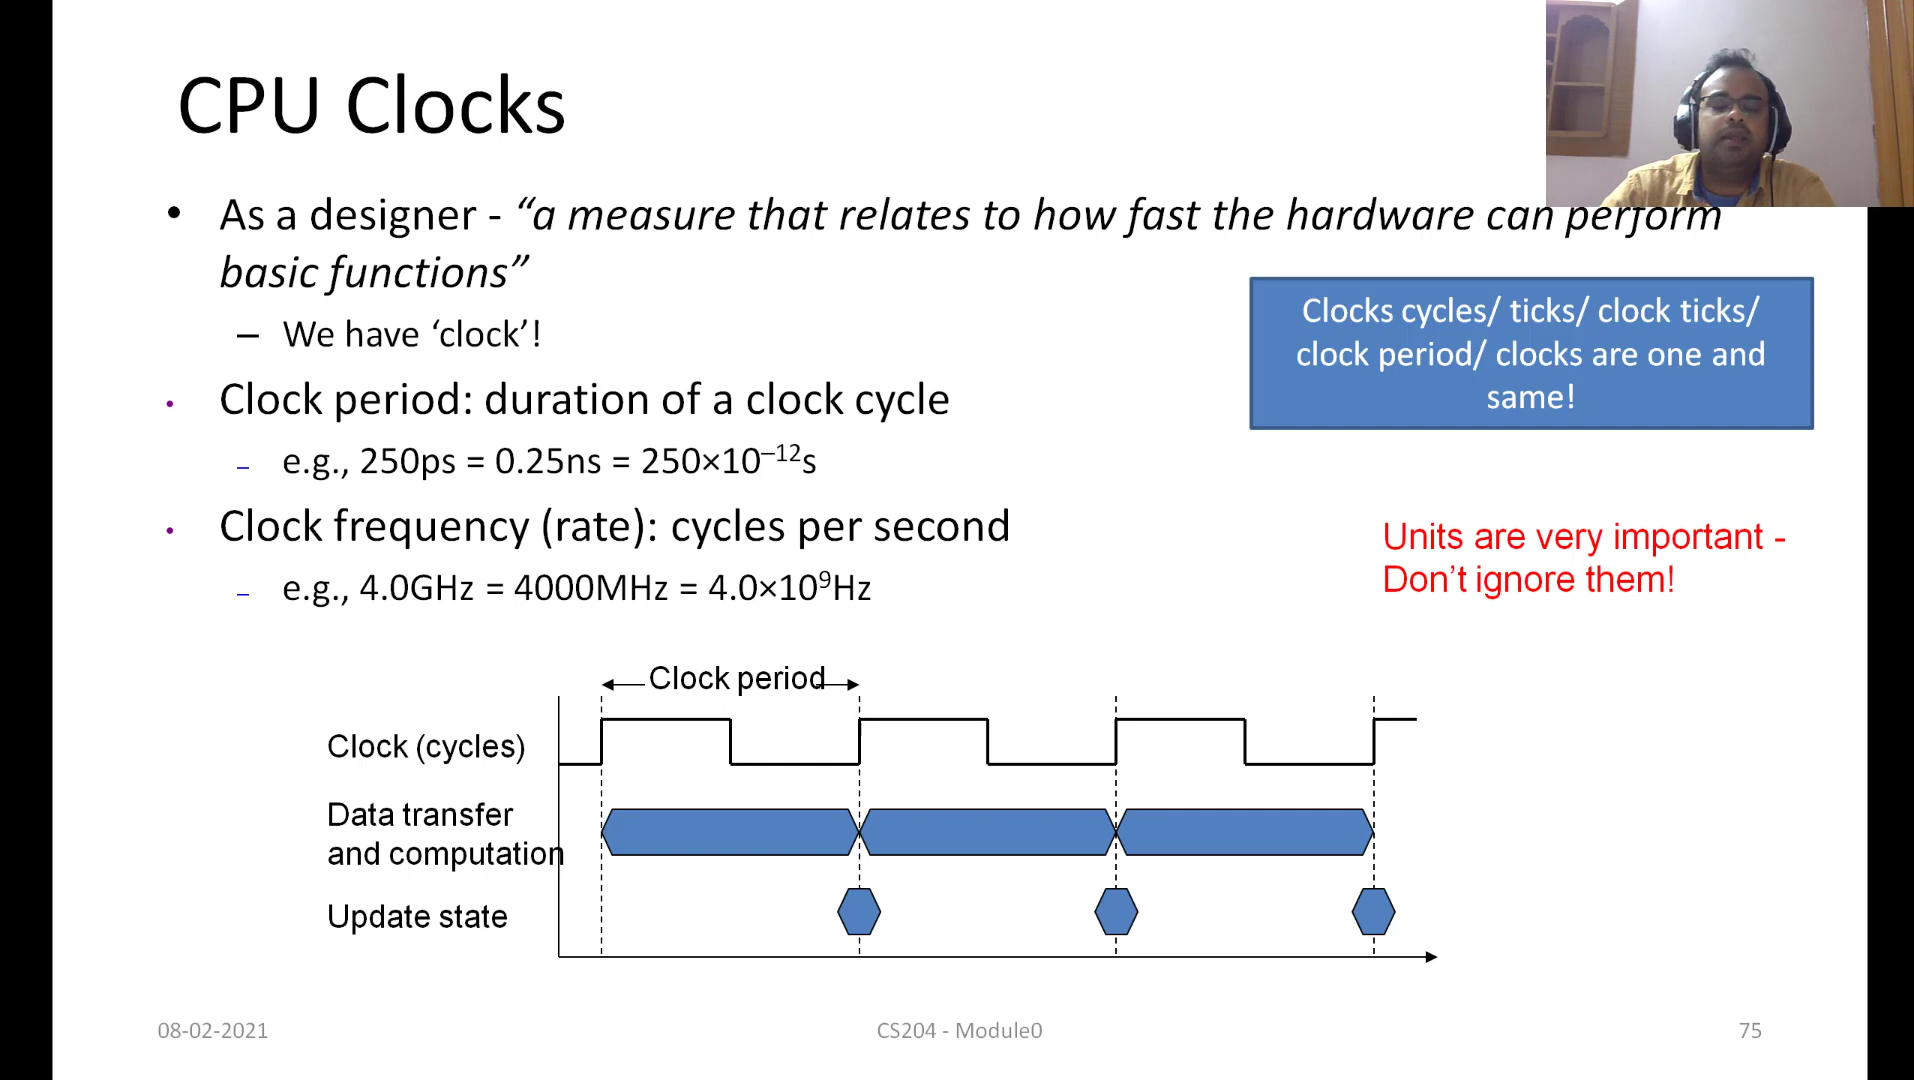 CPU Clocks
• As a designer - “a measure that relates to how fast the hardware can perform
basic functions”
– We have ‘clock’!
Clocks cycles/ ticks/ clock ticks/
clock period/ clocks are one and
same!
• Clock period: duration of a clock cycle
– e.g., 250ps = 0.25ns = 250×10⁻¹²s
• Clock frequency (rate): cycles per second
– e.g., 4.0GHz = 4000MHz = 4.0×10⁹Hz
Units are very important -
Don’t ignore them!
Clock period
Clock (cycles)
Data transfer
and computation
Update state
08-02-2021
CS204 - Module0
75